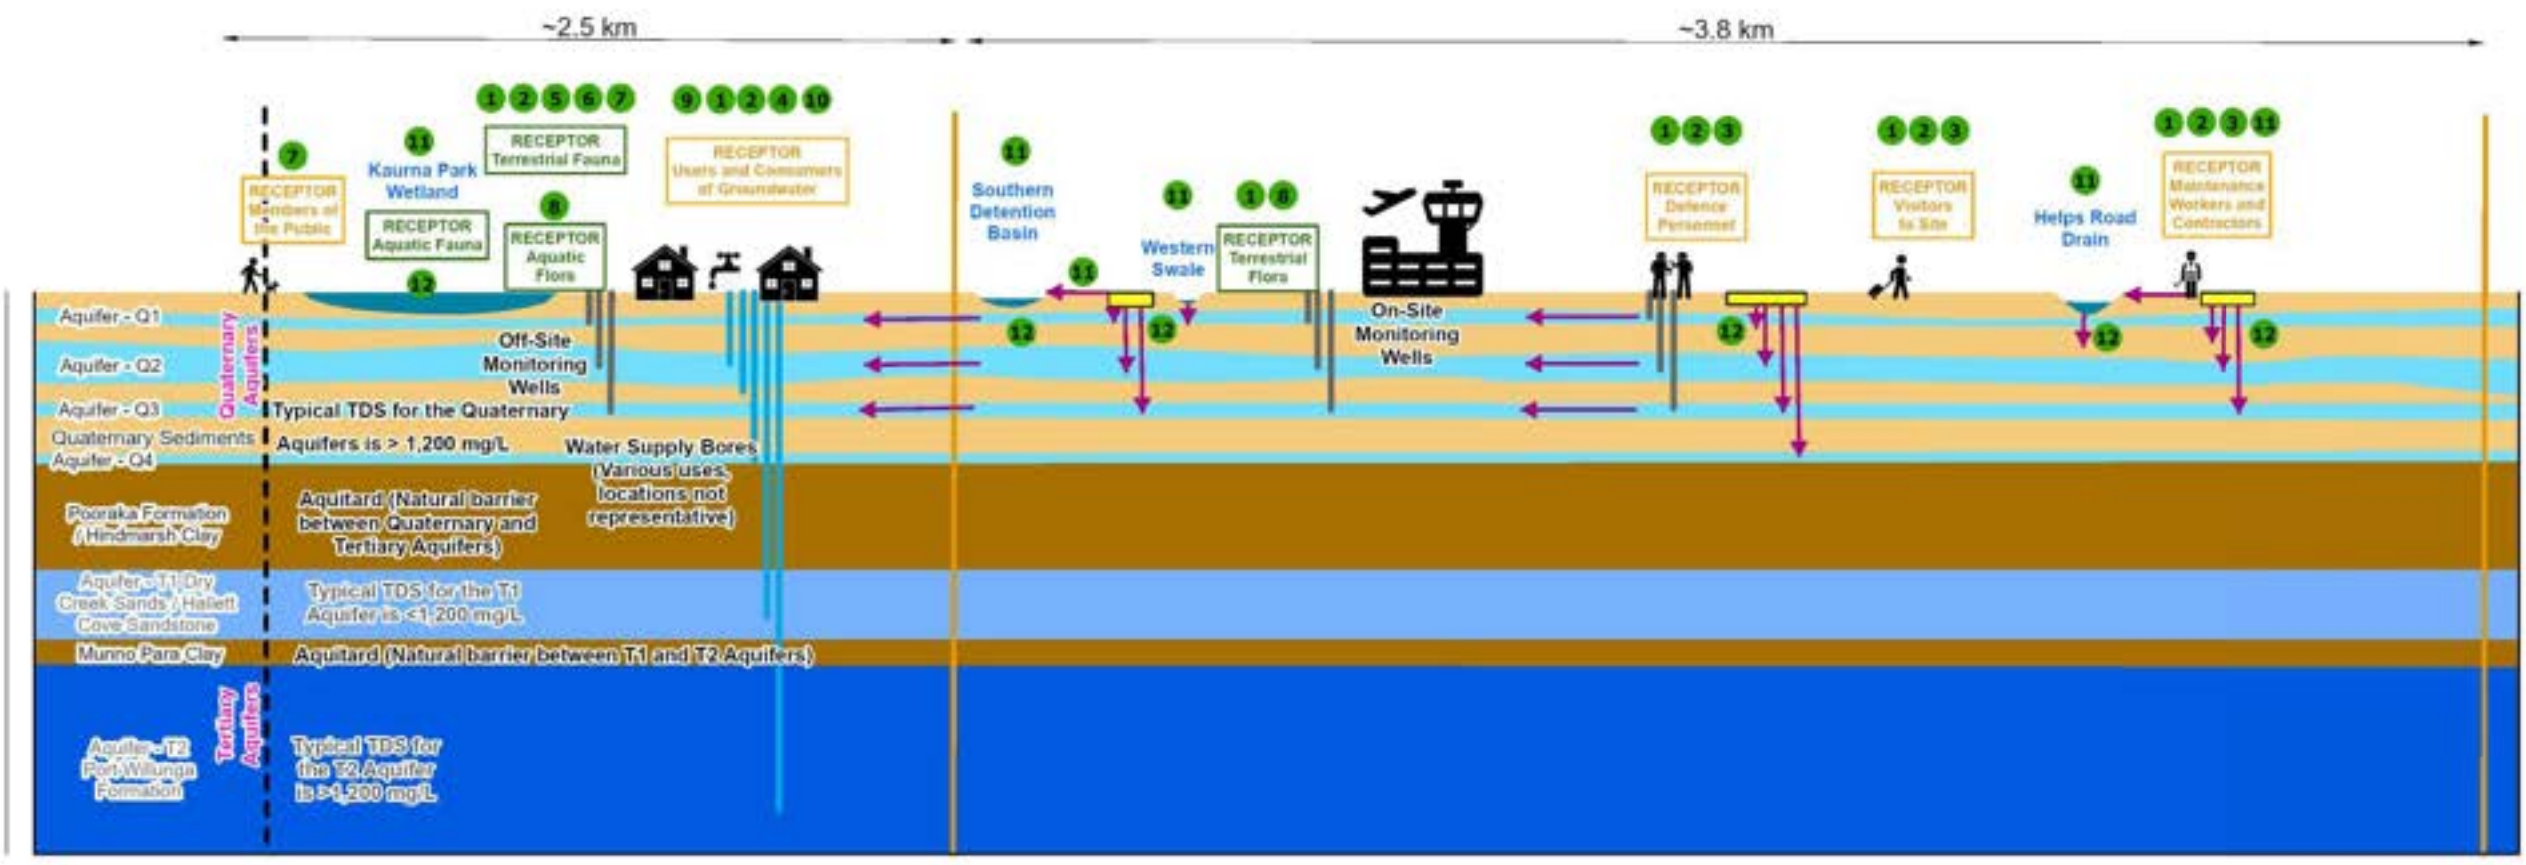 ~2.5 km
~3.8 km
7
RECEPTOR
Members of
the Public
11
Kaurna Park
Wetland
RECEPTOR
Aquatic Fauna
12
1 2 5 6 7
RECEPTOR
Terrestrial Fauna
8
RECEPTOR
Aquatic
Flora
9 1 2 4 10
RECEPTOR
Users and Consumers
of Groundwater
11
Southern
Detention
Basin
11
12
11
Western
Swale
12
1 8
RECEPTOR
Terrestrial
Flora
On-Site
Monitoring
Wells
1 2 3
RECEPTOR
Defence
Personnel
12
1 2 3
RECEPTOR
Visitors
to Site
11
Helps Road
Drain
12
1 2 3 11
RECEPTOR
Maintenance
Workers and
Contractors
12
Aquifer - Q1
Aquifer - Q2
Aquifer - Q3
Quaternary Sediments
Aquifer - Q4
Quaternary
Aquifers
Off-Site
Monitoring
Wells
Typical TDS for the Quaternary
Aquifers is > 1,200 mg/L
Water Supply Bores
(Various uses,
locations not
representative)
Pooraka Formation
/ Hindmarsh Clay
Aquitard (Natural barrier
between Quaternary and
Tertiary Aquifers)
Aquifer - T1 Dry
Creek Sands / Hallett
Cove Sandstone
Typical TDS for the T1
Aquifer is <1,200 mg/L
Munno Para Clay
Aquitard (Natural barrier between T1 and T2 Aquifers)
Tertiary
Aquifers
Aquifer - T2
Port Willunga
Formation
Typical TDS for
the T2 Aquifer
is >1,200 mg/L